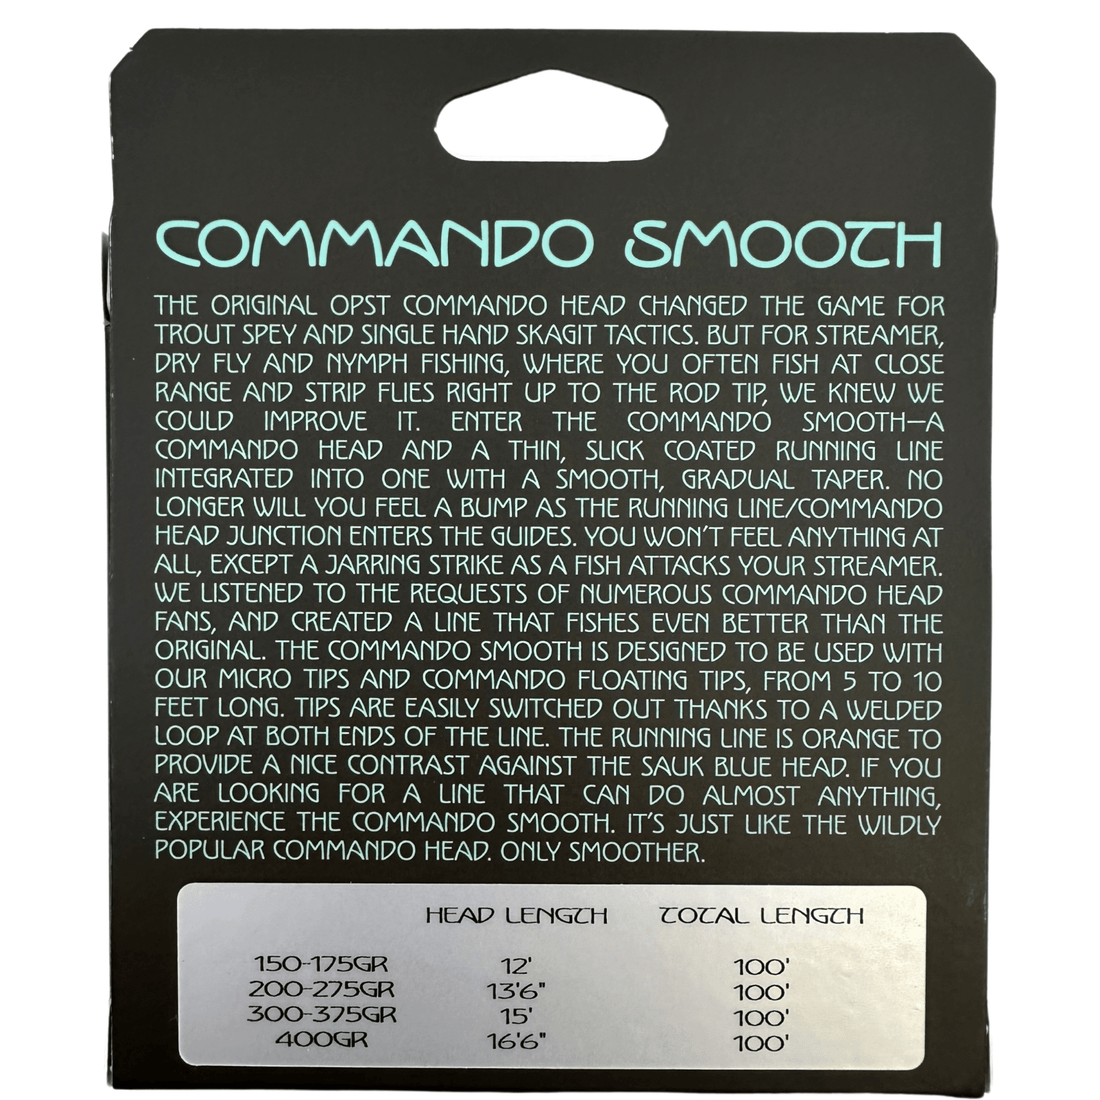 COMMANDO SMOOTH
THE ORIGINAL OPST COMMANDO HEAD CHANGED THE GAME FOR
TROUT SPEY AND SINGLE HAND SKAGIT TACTICS. BUT FOR STREAMER,
DRY FLY AND NYMPH FISHING, WHERE YOU OFTEN FISH AT CLOSE
RANGE AND STRIP FLIES RIGHT UP TO THE ROD TIP, WE KNEW WE
COULD IMPROVE IT. ENTER THE COMMANDO SMOOTH—A
COMMANDO HEAD AND A THIN, SLICK COATED RUNNING LINE
INTEGRATED INTO ONE WITH A SMOOTH, GRADUAL TAPER. NO
LONGER WILL YOU FEEL A BUMP AS THE RUNNING LINE/COMMANDO
HEAD JUNCTION ENTERS THE GUIDES. YOU WON'T FEEL ANYTHING AT
ALL, EXCEPT A JARRING STRIKE AS A FISH ATTACKS YOUR STREAMER.
WE LISTENED TO THE REQUESTS OF NUMEROUS COMMANDO HEAD
FANS, AND CREATED A LINE THAT FISHES EVEN BETTER THAN THE
ORIGINAL. THE COMMANDO SMOOTH IS DESIGNED TO BE USED WITH
OUR MICRO TIPS AND COMMANDO FLOATING TIPS, FROM 5 TO 10
FEET LONG. TIPS ARE EASILY SWITCHED OUT THANKS TO A WELDED
LOOP AT BOTH ENDS OF THE LINE. THE RUNNING LINE IS ORANGE TO
PROVIDE A NICE CONTRAST AGAINST THE SAUK BLUE HEAD. IF YOU
ARE LOOKING FOR A LINE THAT CAN DO ALMOST ANYTHING,
EXPERIENCE THE COMMANDO SMOOTH. IT'S JUST LIKE THE WILDLY
POPULAR COMMANDO HEAD. ONLY SMOOTHER.
HEAD LENGTH TOTAL LENGTH
150-175GR 12' 100'
200-275GR 13'6" 100'
300-375GR 15' 100'
400GR 16'6" 100'